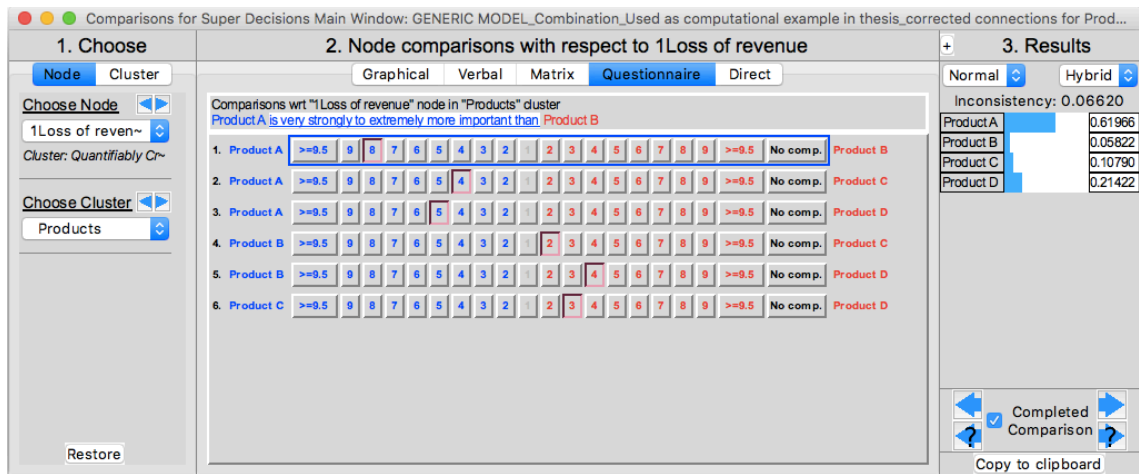 Comparisons for Super Decisions Main Window: GENERIC MODEL_Combination_Used as computational example in thesis_corrected connections for Prod...
1. Choose
Node Cluster
Choose Node
1Loss of reven~
Cluster: Quantifiably Cr~
Choose Cluster
Products
Restore
2. Node comparisons with respect to 1Loss of revenue
Graphical Verbal Matrix Questionnaire Direct
Comparisons wrt "1Loss of revenue" node in "Products" cluster
Product A is very strongly to extremely more important than Product B
1. Product A >=9.5 9 8 7 6 5 4 3 2 1 2 3 4 5 6 7 8 9 >=9.5 No comp. Product B
2. Product A >=9.5 9 8 7 6 5 4 3 2 1 2 3 4 5 6 7 8 9 >=9.5 No comp. Product C
3. Product A >=9.5 9 8 7 6 5 4 3 2 1 2 3 4 5 6 7 8 9 >=9.5 No comp. Product D
4. Product B >=9.5 9 8 7 6 5 4 3 2 1 2 3 4 5 6 7 8 9 >=9.5 No comp. Product C
5. Product B >=9.5 9 8 7 6 5 4 3 2 1 2 3 4 5 6 7 8 9 >=9.5 No comp. Product D
6. Product C >=9.5 9 8 7 6 5 4 3 2 1 2 3 4 5 6 7 8 9 >=9.5 No comp. Product D
+ 3. Results
Normal Hybrid
Inconsistency: 0.06620
Product A 0.61966
Product B 0.05822
Product C 0.10790
Product D 0.21422
Completed
? Comparison ?
Copy to clipboard